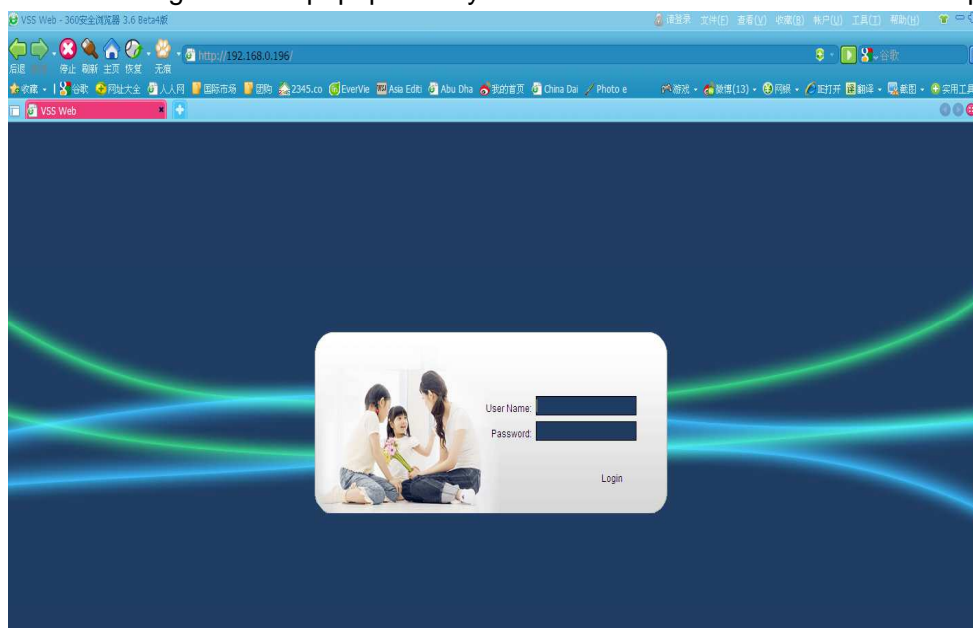 VSS Web - 360安全浏览器 3.6 Beta4版
请登录 文件(F) 查看(V) 收藏(B) 帐户(U) 工具(T) 帮助(H)
http://192.168.0.196/
谷歌
后退 停止 刷新 主页 恢复 无痕
收藏 谷歌 网址大全 人人网 国际市场 团购 2345.co EverVie Asia Editi Abu Dha 我的首页 China Dai Photo e 游戏 微博(13) 网银 翻译 截图 实用工具
VSS Web
User Name:
Password:
Login